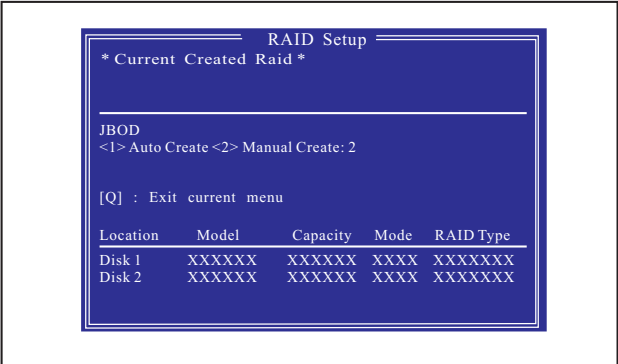 RAID Setup
* Current Created Raid *
JBOD
<1> Auto Create <2> Manual Create: 2
[Q] : Exit current menu
Location Model Capacity Mode RAID Type
Disk 1 XXXXXX XXXXXX XXXX XXXXXXX
Disk 2 XXXXXX XXXXXX XXXX XXXXXXX